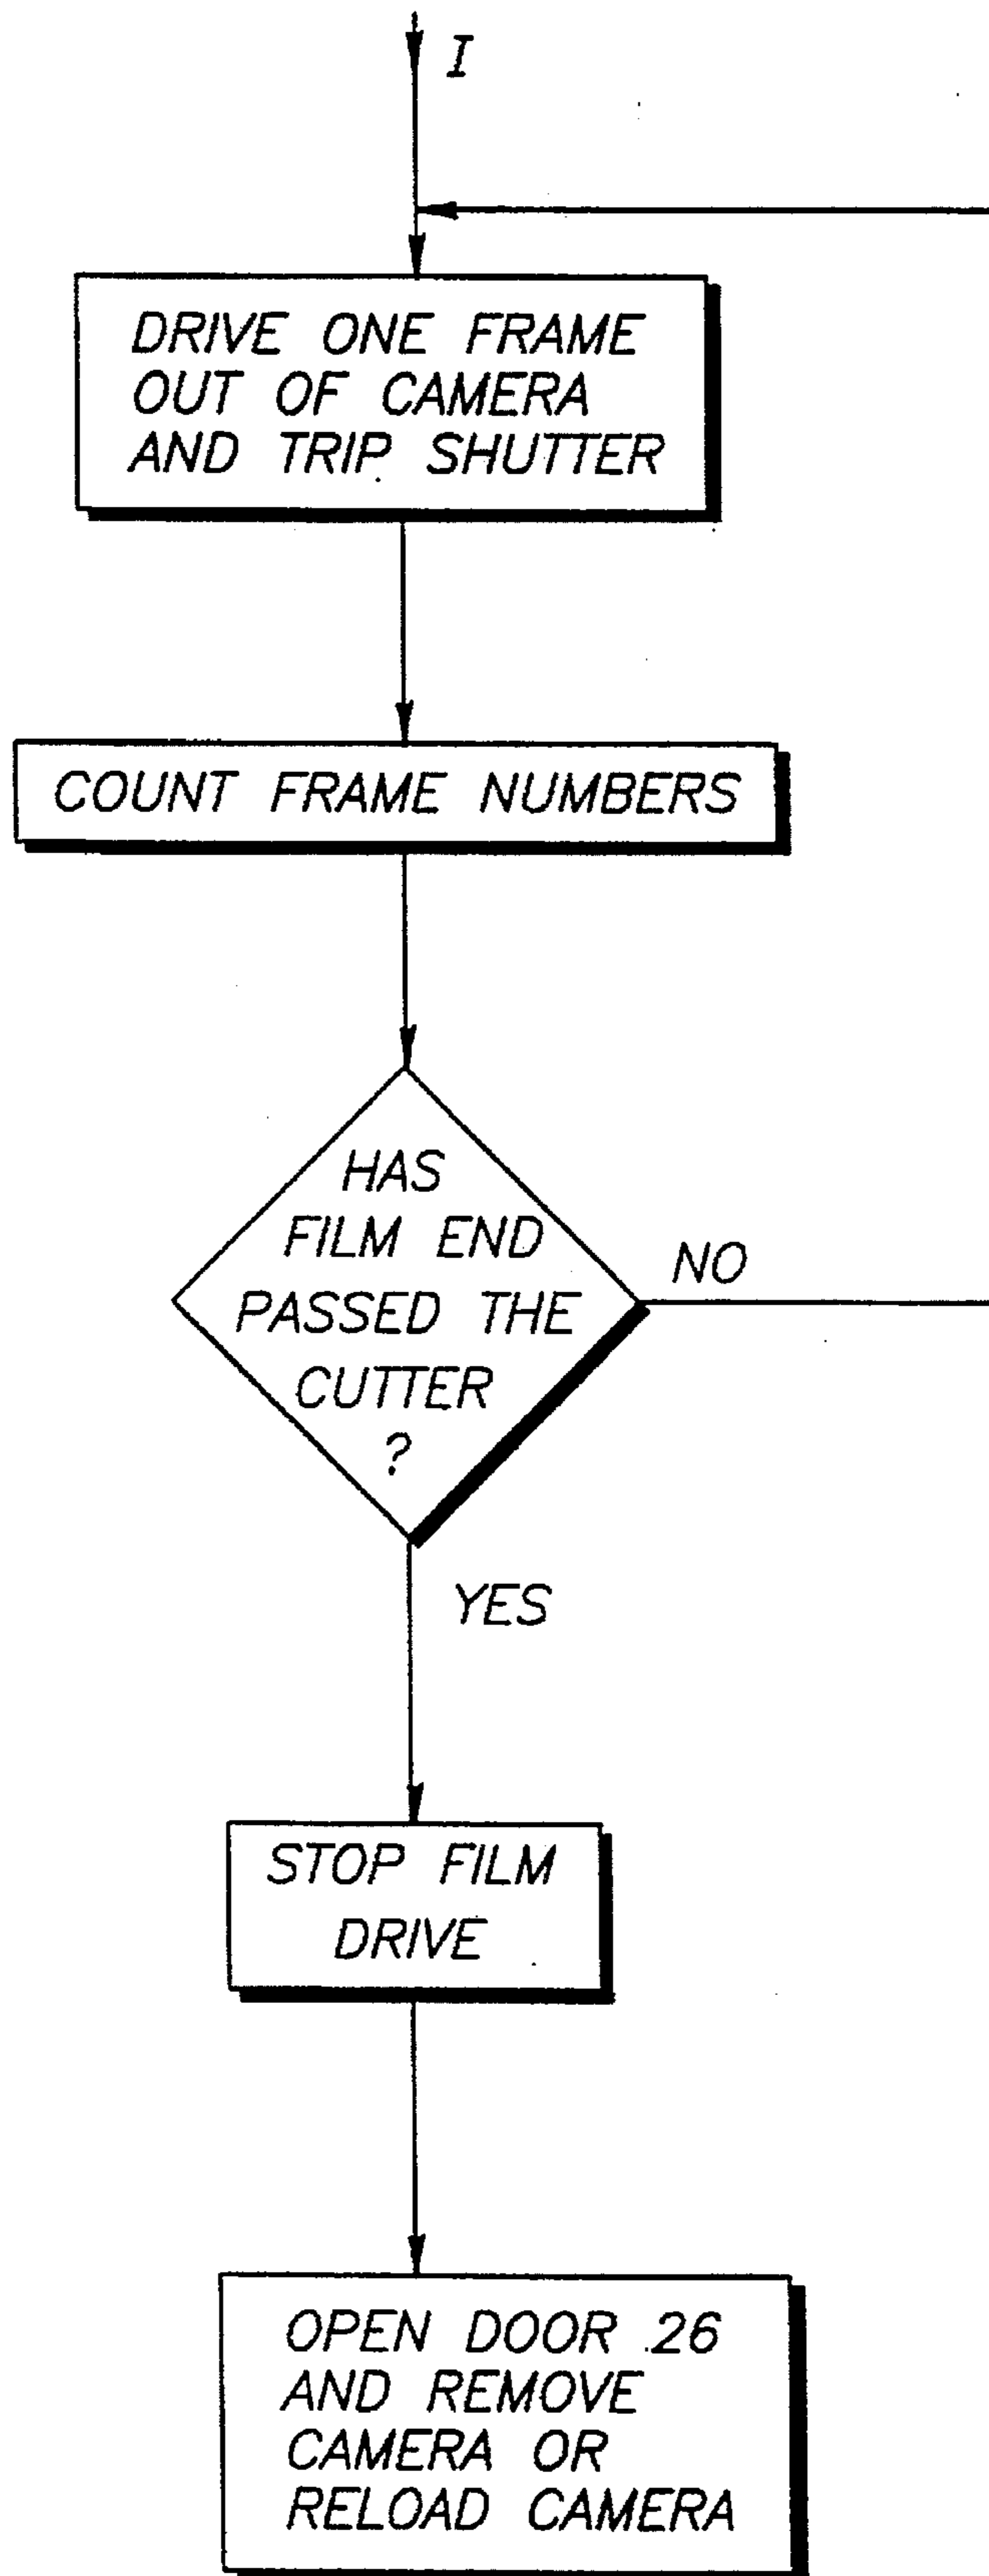 I
DRIVE ONE FRAME
OUT OF CAMERA
AND TRIP SHUTTER
COUNT FRAME NUMBERS
HAS
FILM END
PASSED THE
CUTTER
?
NO
YES
STOP FILM
DRIVE
OPEN DOOR 26
AND REMOVE
CAMERA OR
RELOAD CAMERA